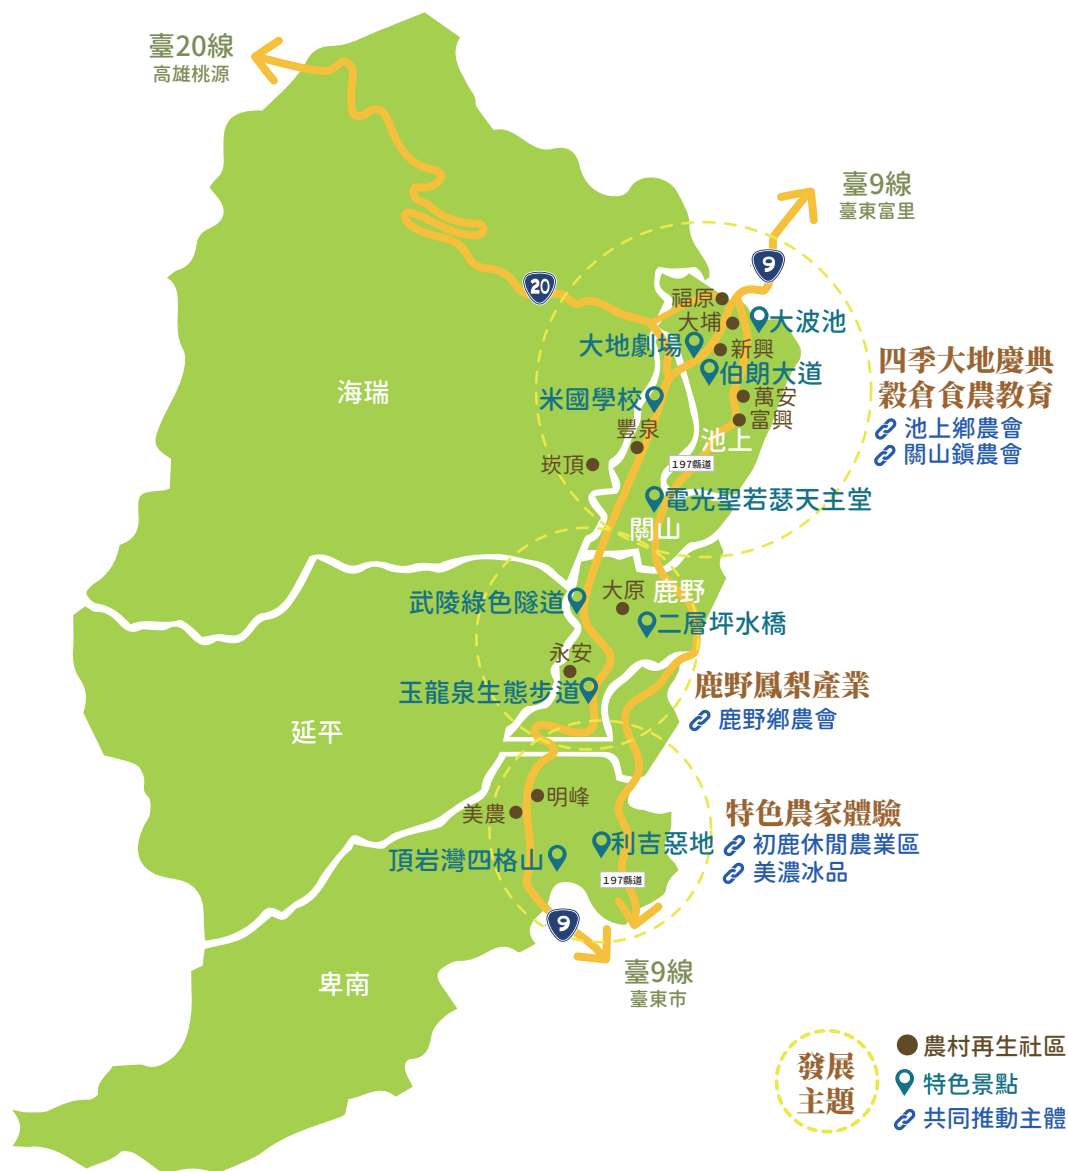 臺20線
高雄桃源
臺9線
臺東富里
9
20
福原
大埔
大波池
大地劇場
新興
伯朗大道
四季大地慶典
穀倉食農教育
池上鄉農會
關山鎮農會
海瑞
米國學校
萬安
富興
豐泉
池上
崁頂
197縣道
電光聖若瑟天主堂
關山
武陵綠色隧道
大原
鹿野
二層坪水橋
永安
玉龍泉生態步道
鹿野鳳梨產業
鹿野鄉農會
延平
明峰
美農
特色農家體驗
初鹿休閒農業區
美濃冰品
利吉惡地
頂岩灣四格山
197縣道
9
臺9線
臺東市
卑南
發展
主題
農村再生社區
特色景點
共同推動主體